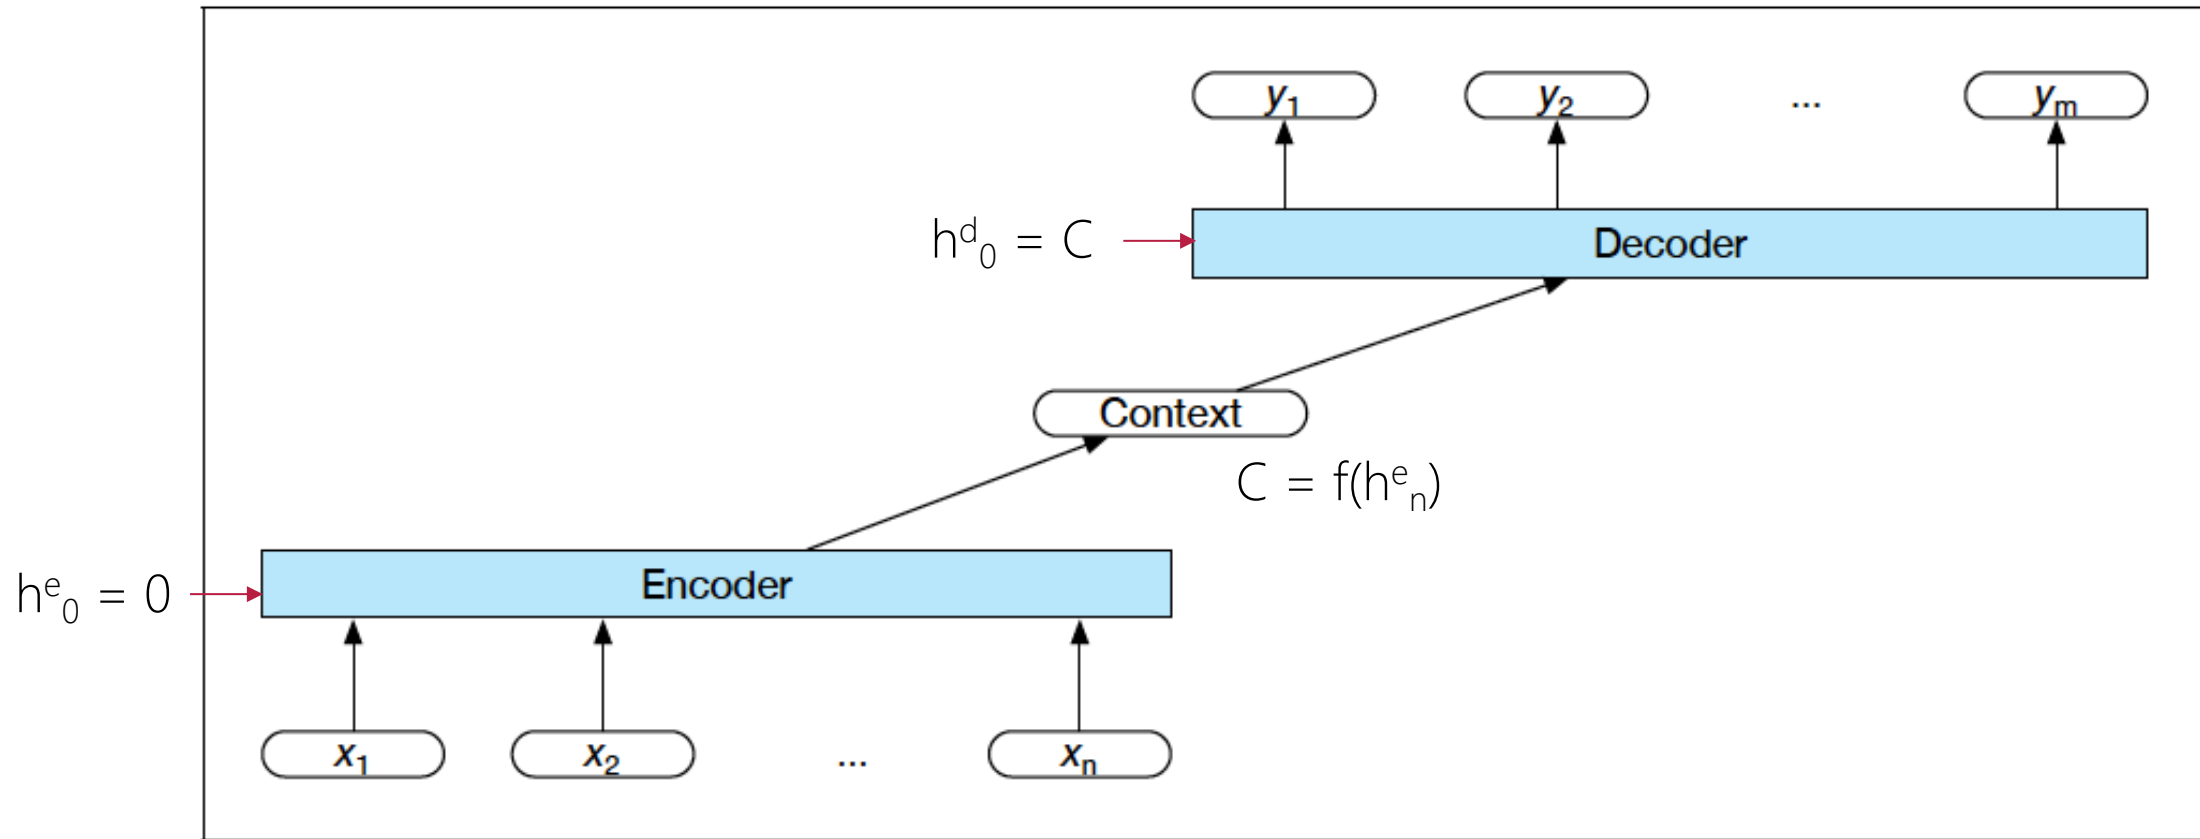 y₁ y₂ ... yₘ
hᵈ₀ = C
Decoder
Context
C = f(hᵉₙ)
Encoder
hᵉ₀ = 0
x₁ x₂ ... xₙ